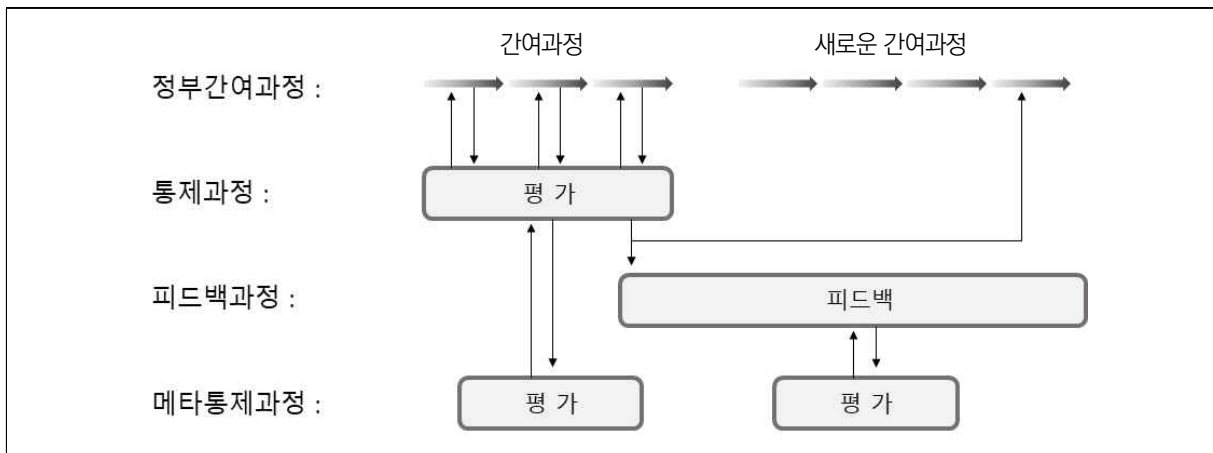 간여과정 새로운 간여과정
정부간여과정 :
통제과정 : 평 가
피드백과정 : 피드백
메타통제과정 : 평 가 평 가